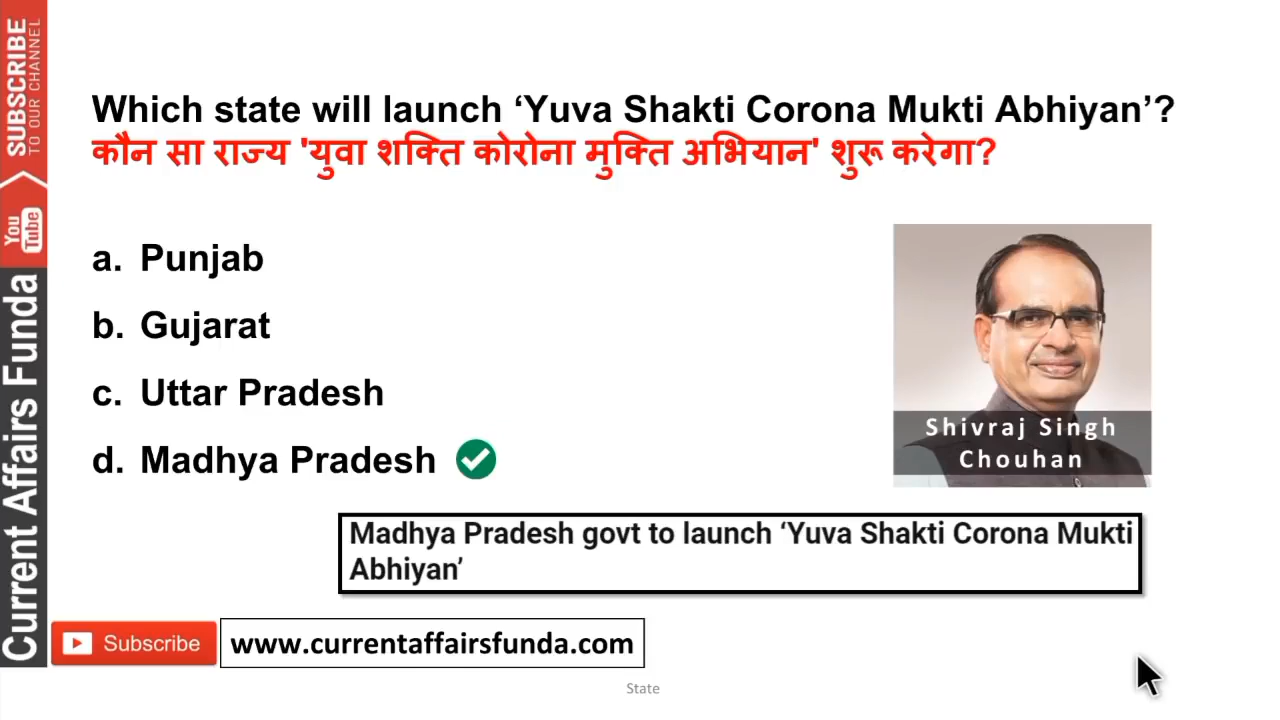 SUBSCRIBE
TO OUR CHANNEL
You
Tube
Current Affairs Funda
Which state will launch ‘Yuva Shakti Corona Mukti Abhiyan’?
कौन सा राज्य 'युवा शक्ति कोरोना मुक्ति अभियान' शुरू करेगा?
a. Punjab
b. Gujarat
c. Uttar Pradesh
d. Madhya Pradesh
Shivraj Singh
Chouhan
Madhya Pradesh govt to launch ‘Yuva Shakti Corona Mukti
Abhiyan’
Subscribe
www.currentaffairsfunda.com
State